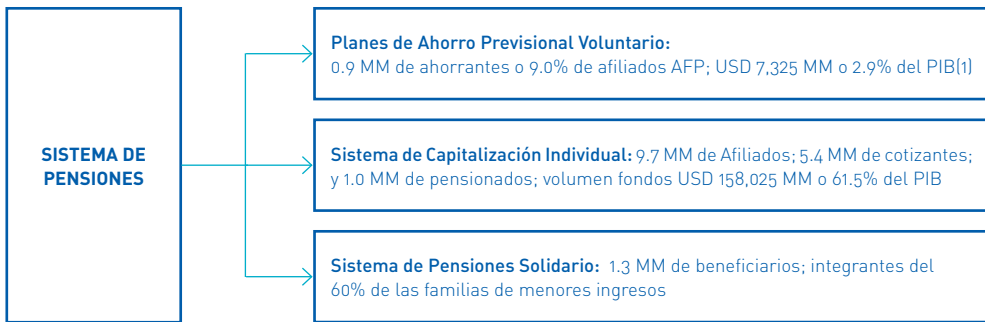 SISTEMA DE
PENSIONES
Planes de Ahorro Previsional Voluntario:
0.9 MM de ahorrantes o 9.0% de afiliados AFP; USD 7,325 MM o 2.9% del PIB(1)
Sistema de Capitalización Individual: 9.7 MM de Afiliados; 5.4 MM de cotizantes;
y 1.0 MM de pensionados; volumen fondos USD 158,025 MM o 61.5% del PIB
Sistema de Pensiones Solidario: 1.3 MM de beneficiarios; integrantes del
60% de las familias de menores ingresos